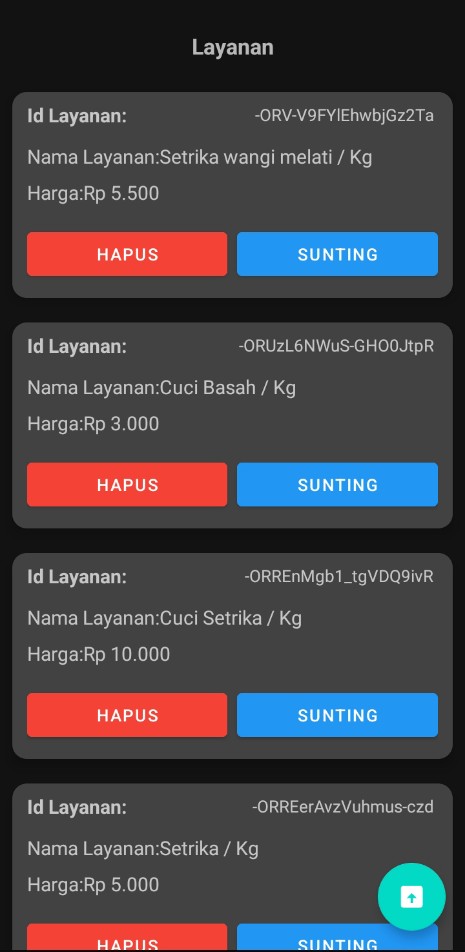 Layanan
Id Layanan: -ORV-V9FYlEhwbjGz2Ta
Nama Layanan:Setrika wangi melati / Kg
Harga:Rp 5.500
HAPUS SUNTING
Id Layanan: -ORUzL6NWuS-GHO0JtpR
Nama Layanan:Cuci Basah / Kg
Harga:Rp 3.000
HAPUS SUNTING
Id Layanan: -ORREnMgb1_tgVDQ9ivR
Nama Layanan:Cuci Setrika / Kg
Harga:Rp 10.000
HAPUS SUNTING
Id Layanan: -ORREerAvzVuhmus-czd
Nama Layanan:Setrika / Kg
Harga:Rp 5.000
HAPUS SUNTING